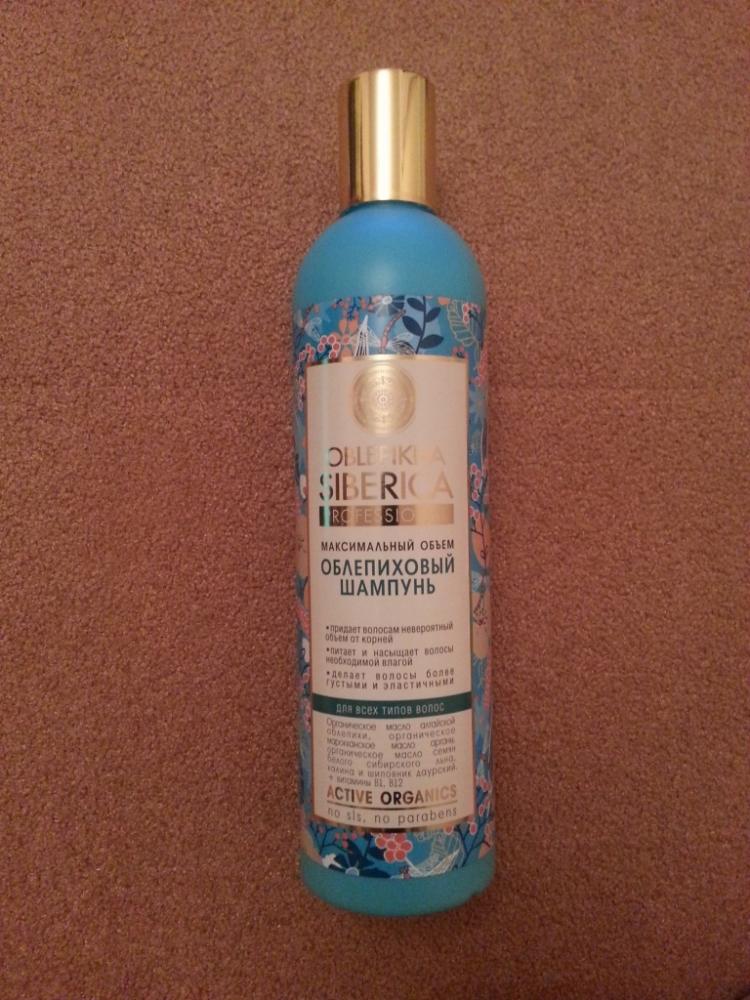 OBLEPIKHA
SIBERICA
PROFESSIONAL
МАКСИМАЛЬНЫЙ ОБЪЕМ
ОБЛЕПИХОВЫЙ
ШАМПУНЬ
•придает волосам невероятный
объем от корней
•питает и насыщает волосы
необходимой влагой
•делает волосы более
густыми и эластичными
для всех типов волос
Органическое масло алтайской
облепихи, органическое
марокканское масло арганы,
органическое масло семян
белого сибирского льна,
калина и шиповник даурский,
+ витамины B1, B12
ACTIVE ORGANICS
no sls, no parabens